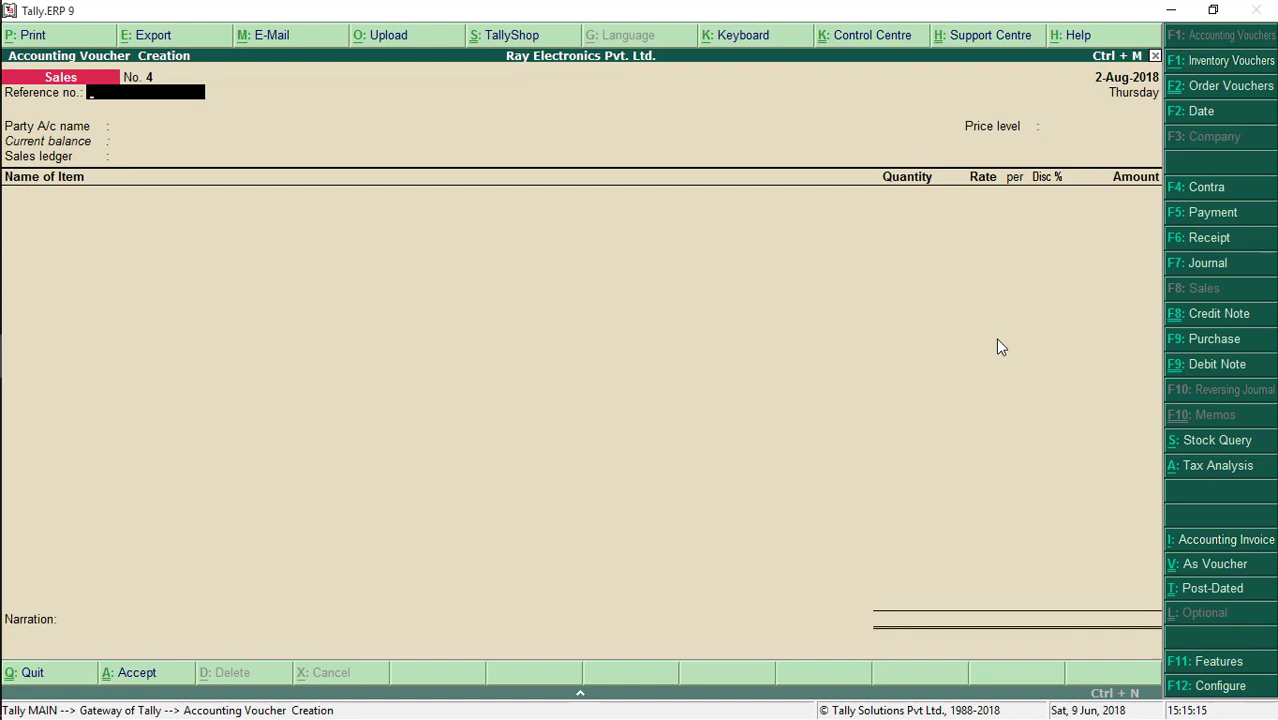 Tally.ERP 9
P: Print E: Export M: E-Mail O: Upload S: TallyShop G: Language K: Keyboard K: Control Centre H: Support Centre H: Help
Accounting Voucher Creation Ray Electronics Pvt. Ltd. Ctrl + M
Sales No. 4 2-Aug-2018
Reference no.: Thursday
Party A/c name : Price level :
Current balance :
Sales ledger :
Name of Item Quantity Rate per Disc % Amount
Narration:
Q: Quit A: Accept D: Delete X: Cancel
Ctrl + N
F1: Accounting Vouchers
F1: Inventory Vouchers
F2: Order Vouchers
F2: Date
F3: Company
F4: Contra
F5: Payment
F6: Receipt
F7: Journal
F8: Sales
F8: Credit Note
F9: Purchase
F9: Debit Note
F10: Reversing Journal
F10: Memos
S: Stock Query
A: Tax Analysis
I: Accounting Invoice
V: As Voucher
T: Post-Dated
L: Optional
F11: Features
F12: Configure
Tally MAIN --> Gateway of Tally --> Accounting Voucher Creation © Tally Solutions Pvt Ltd., 1988-2018 Sat, 9 Jun, 2018 15:15:15